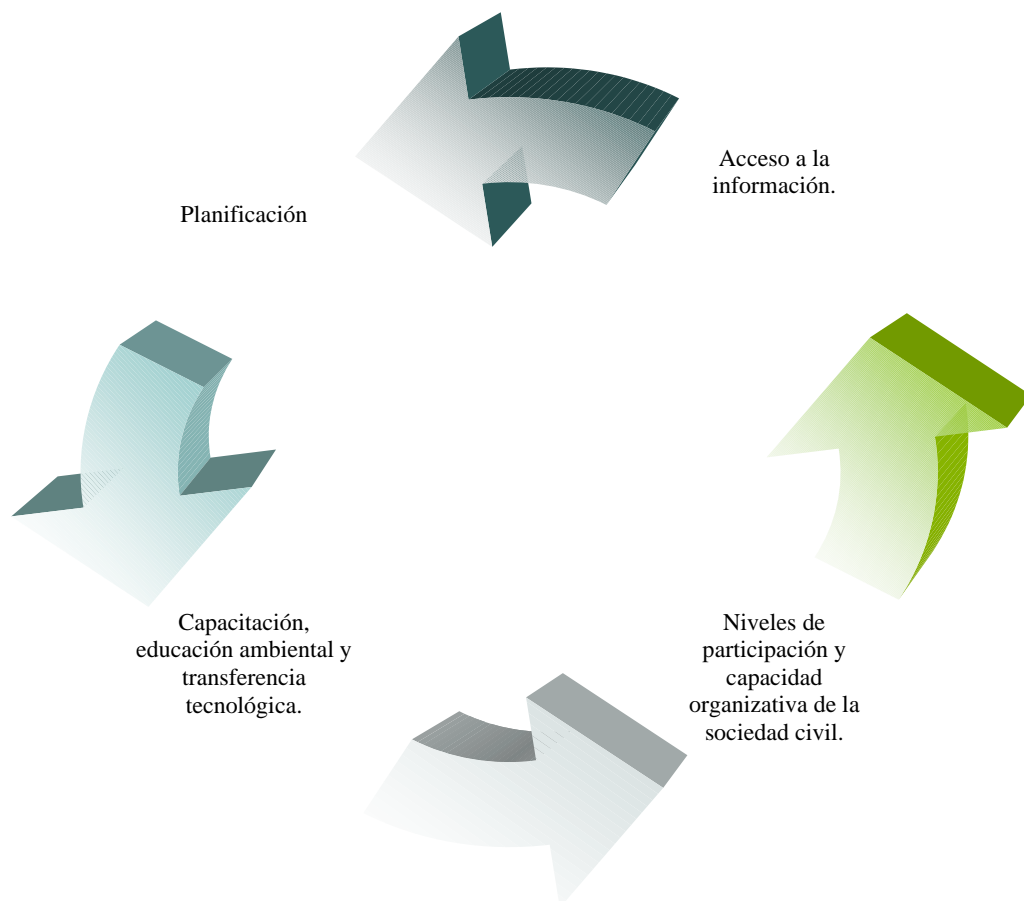 Acceso a la
información.
Planificación
Capacitación,
educación ambiental y
transferencia
tecnológica.
Niveles de
participación y
capacidad
organizativa de la
sociedad civil.